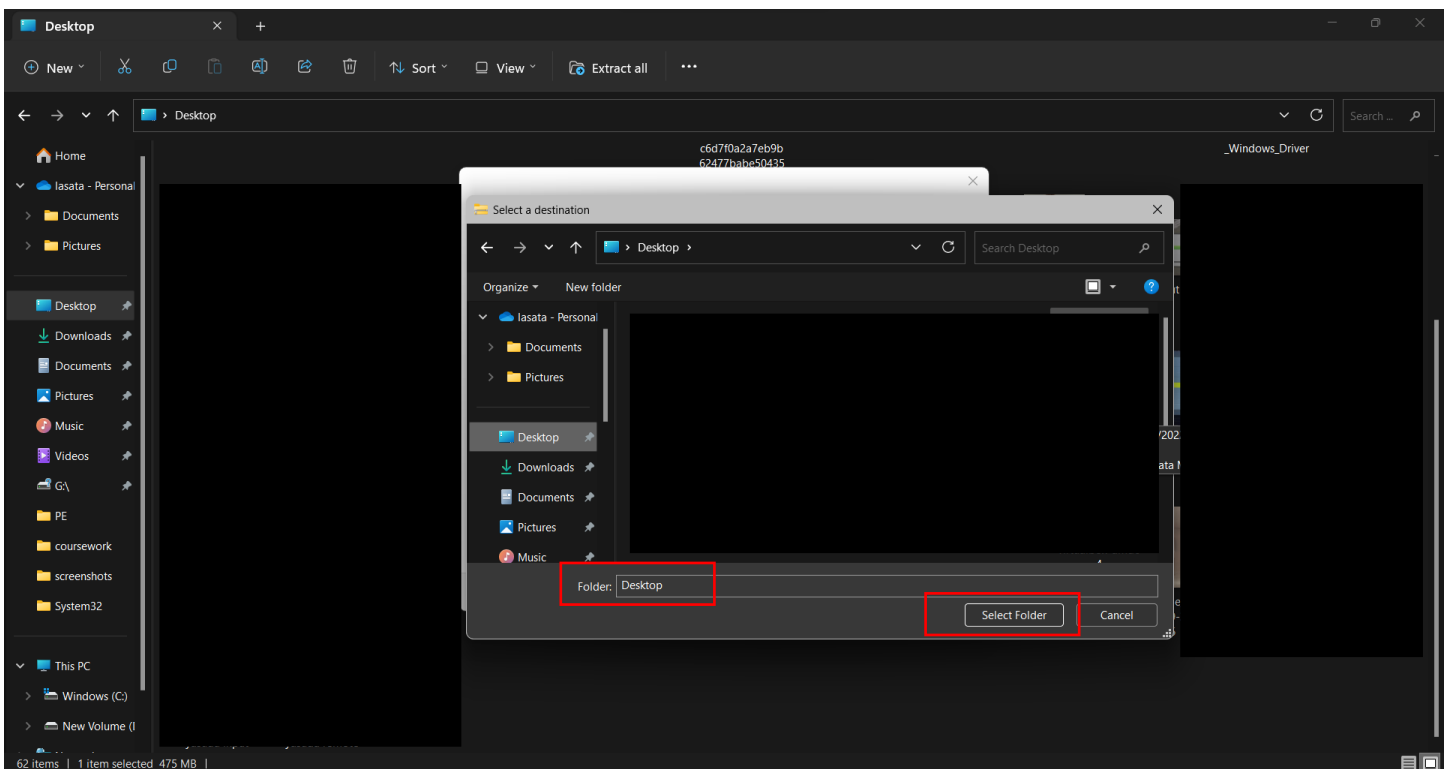 Desktop
New
Sort
View
Extract all
Desktop
Search ...
Home
lasata - Personal
Documents
Pictures
Desktop
Downloads
Documents
Pictures
Music
Videos
G:\
PE
coursework
screenshots
System32
This PC
Windows (C:)
New Volume (
c6d7f0a2a7eb9b
62477babe50435
_Windows_Driver
Select a destination
Desktop
Search Desktop
Organize
New folder
lasata - Personal
Documents
Pictures
Desktop
Downloads
Documents
Pictures
Music
Folder: Desktop
Select Folder
Cancel
62 items | 1 item selected 475 MB |